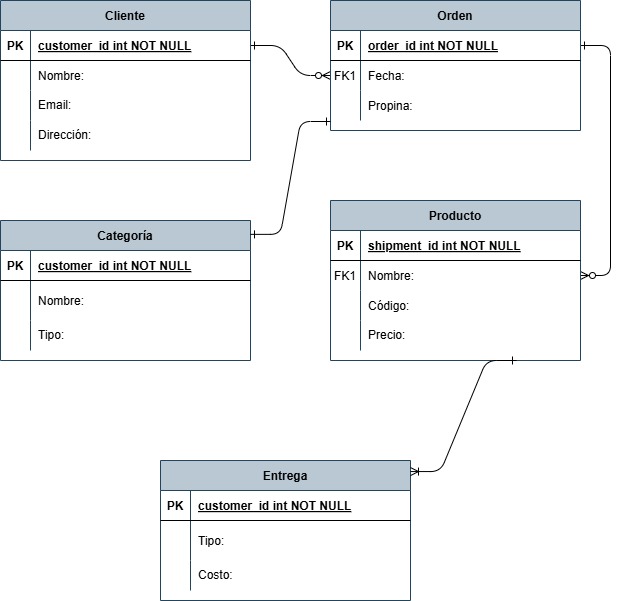 Cliente
PK customer_id int NOT NULL
Nombre:
Email:
Dirección:
Orden
PK order_id int NOT NULL
FK1 Fecha:
Propina:
Categoría
PK customer_id int NOT NULL
Nombre:
Tipo:
Producto
PK shipment_id int NOT NULL
FK1 Nombre:
Código:
Precio:
Entrega
PK customer_id int NOT NULL
Tipo:
Costo: